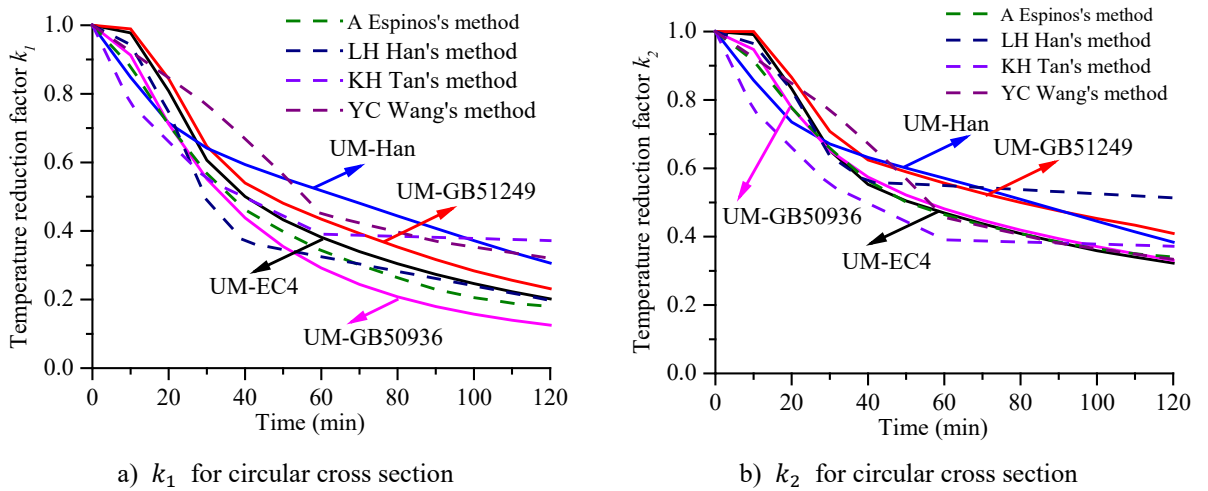 A Espinos's method
LH Han's method
KH Tan's method
YC Wang's method
UM-Han
UM-GB51249
UM-EC4
UM-GB50936
Temperature reduction factor k₁
1.0
0.8
0.6
0.4
0.2
0.0
0 20 40 60 80 100 120
Time (min)
a) k₁ for circular cross section
A Espinos's method
LH Han's method
KH Tan's method
YC Wang's method
UM-Han
UM-GB51249
UM-GB50936
UM-EC4
Temperature reduction factor k₂
1.0
0.8
0.6
0.4
0.2
0.0
0 20 40 60 80 100 120
Time (min)
b) k₂ for circular cross section